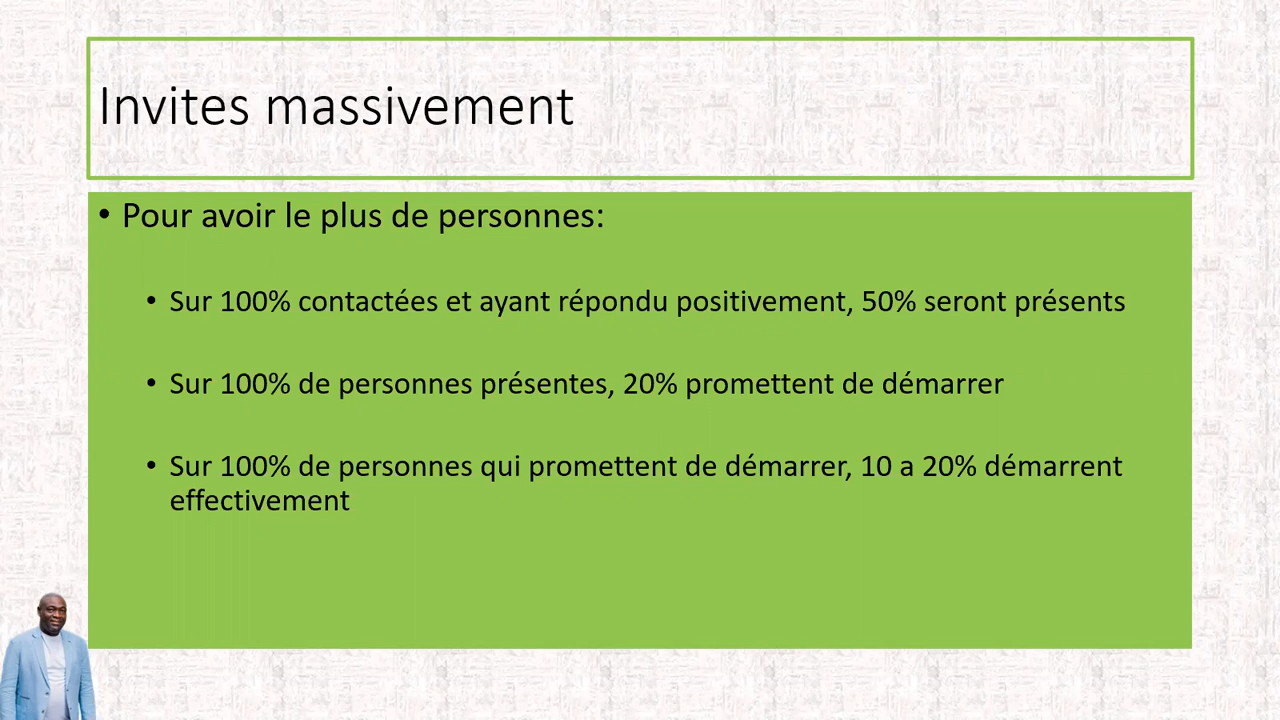 Invites massivement
• Pour avoir le plus de personnes:
• Sur 100% contactées et ayant répondu positivement, 50% seront présents
• Sur 100% de personnes présentes, 20% promettent de démarrer
• Sur 100% de personnes qui promettent de démarrer, 10 a 20% démarrent
effectivement